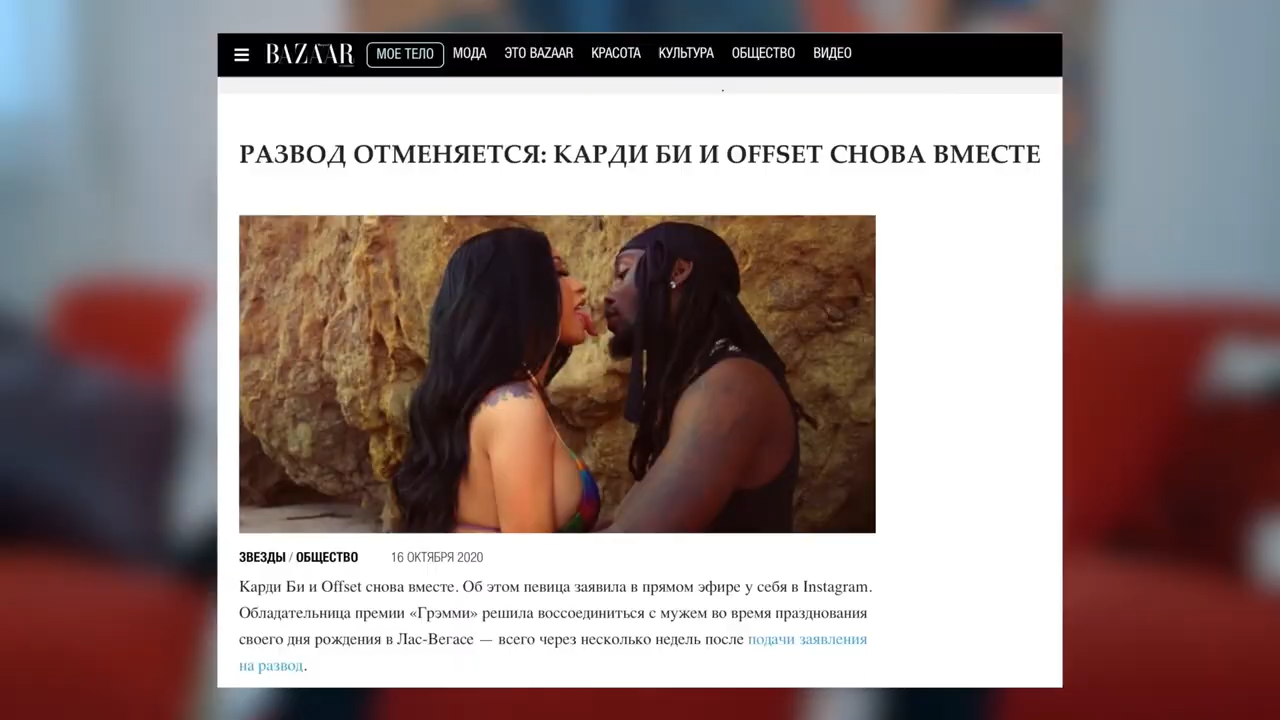 BAZAAR МОЕ ТЕЛО МОДА ЭТО BAZAAR КРАСОТА КУЛЬТУРА ОБЩЕСТВО ВИДЕО
РАЗВОД ОТМЕНЯЕТСЯ: КАРДИ БИ И OFFSET СНОВА ВМЕСТЕ
ЗВЕЗДЫ / ОБЩЕСТВО 16 ОКТЯБРЯ 2020
Карди Би и Offset снова вместе. Об этом певица заявила в прямом эфире у себя в Instagram.
Обладательница премии «Грэмми» решила воссоединиться с мужем во время празднования
своего дня рождения в Лас-Вегасе — всего через несколько недель после подачи заявления
на развод.